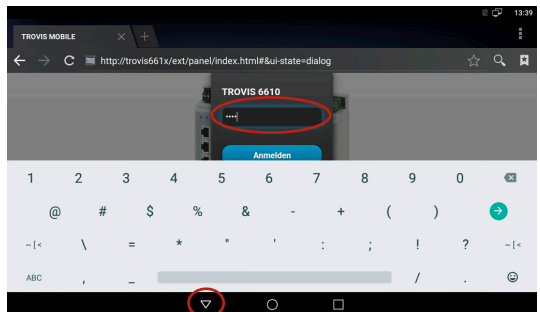 13:39
TROVIS MOBILE
http://trovis661x/ext/panel/index.html#&ui-state=dialog
TROVIS 6610
••••
Anmelden
1 2 3 4 5 6 7 8 9 0
@ # $ % & - + ( )
~ [ < \ = * " ' : ; ! ? ~ [ <
ABC , _ / .